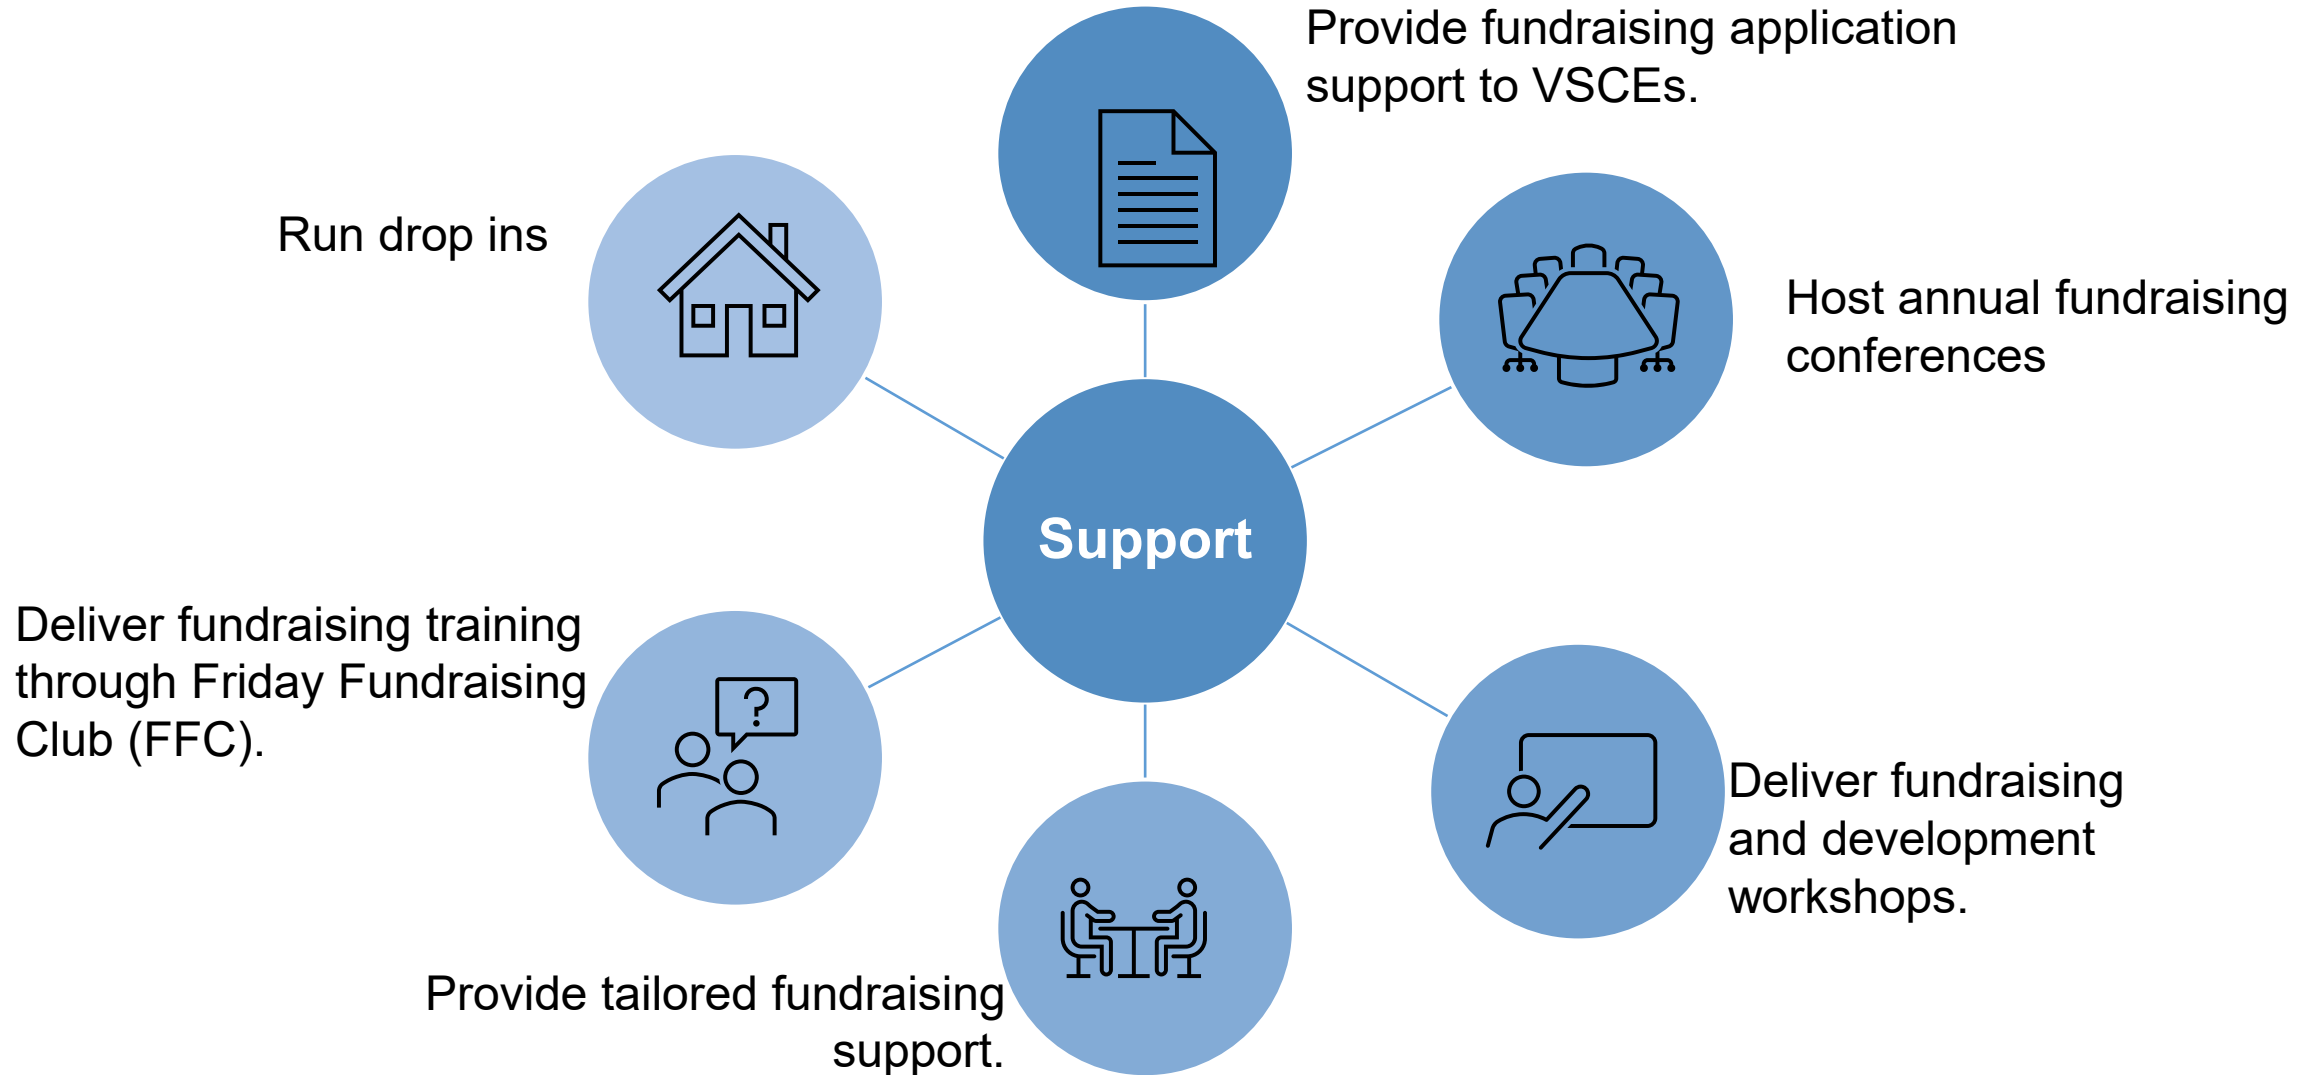 Provide fundraising application
support to VSCEs.
Run drop ins
Host annual fundraising
conferences
Support
?
Deliver fundraising training
through Friday Fundraising
Club (FFC).
Deliver fundraising
and development
workshops.
Provide tailored fundraising
support.